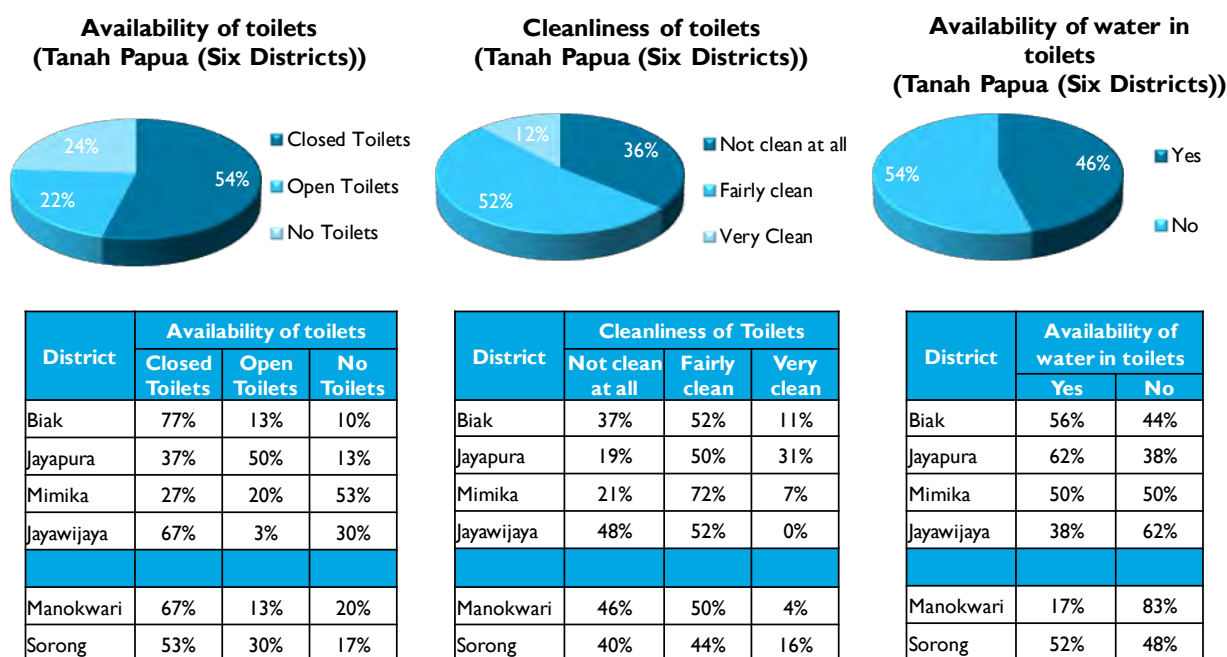 Availability of toilets
(Tanah Papua (Six Districts))
24%
54%
22%
Closed Toilets
Open Toilets
No Toilets
Cleanliness of toilets
(Tanah Papua (Six Districts))
12%
36%
52%
Not clean at all
Fairly clean
Very Clean
Availability of water in
toilets
(Tanah Papua (Six Districts))
54%
46%
Yes
No
District
Availability of toilets
Closed Toilets
Open Toilets
No Toilets
Biak 77% 13% 10%
Jayapura 37% 50% 13%
Mimika 27% 20% 53%
Jayawijaya 67% 3% 30%
Manokwari 67% 13% 20%
Sorong 53% 30% 17%
District
Cleanliness of Toilets
Not clean at all
Fairly clean
Very clean
Biak 37% 52% 11%
Jayapura 19% 50% 31%
Mimika 21% 72% 7%
Jayawijaya 48% 52% 0%
Manokwari 46% 50% 4%
Sorong 40% 44% 16%
District
Availability of
water in toilets
Yes No
Biak 56% 44%
Jayapura 62% 38%
Mimika 50% 50%
Jayawijaya 38% 62%
Manokwari 17% 83%
Sorong 52% 48%